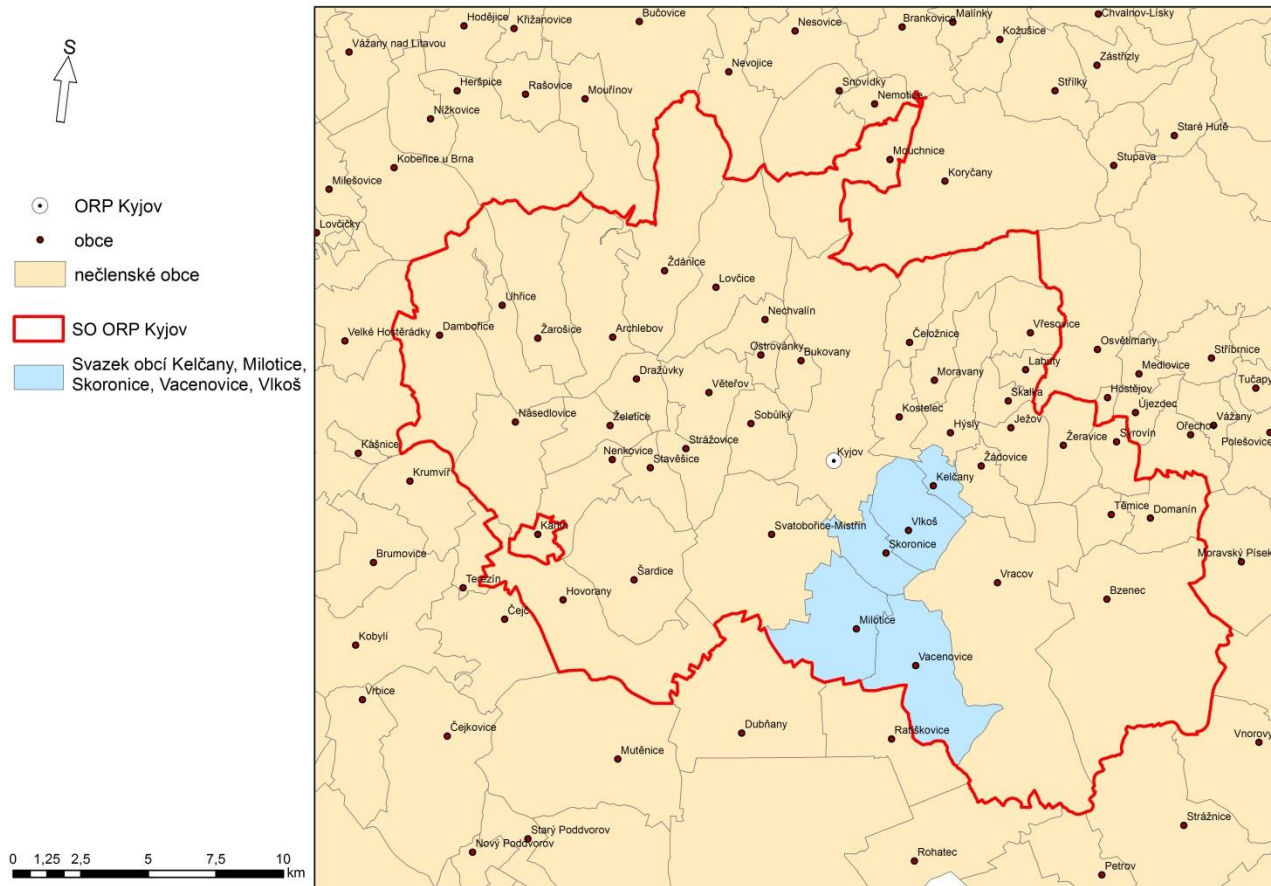 S
ORP Kyjov
obce
nečlenské obce
SO ORP Kyjov
Svazek obcí Kelčany, Milotice,
Skoronice, Vacenovice, Vlkoš
0 1,25 2,5 5 7,5 10
km
Hodějice
Křižanovice
Bučovice
Nesovice
Brankovice
Malínky
Kožušice
Chvalnov-Lísky
Vážany nad Litavou
Nevojice
Zástřizly
Heršpice
Rašovice
Mouřínov
Snovídky
Nemotice
Střílky
Nížkovice
Staré Hutě
Kobeřice u Brna
Mouchnice
Koryčany
Stupava
Milešovice
Lovčičky
Ždánice
Lovčice
Uhřice
Nechvalín
Velké Hostěrádky
Dambořice
Žarošice
Archlebov
Čeložnice
Vřesovice
Osvětimany
Stříbrnice
Ostrovánky
Bukovany
Labuty
Medlovice
Dražůvky
Věteřov
Moravany
Skalka
Hostějov
Tučapy
Újezdec
Vážany
Násedlovice
Želetice
Sobůlky
Kostelec
Hýsly
Ježov
Žeravice
Syrovín
Ořechov
Polešovice
Strážovice
Kašnice
Nenkovice
Stavěšice
Kyjov
Žádovice
Krumvíř
Kelčany
Těmice
Domanín
Karlín
Svatobořice-Mistřín
Vlkoš
Skoronice
Brumovice
Moravský Písek
Terezín
Hovorany
Šardice
Vracov
Bzenec
Čejč
Milotice
Kobylí
Vacenovice
Vrbice
Čejkovice
Dubňany
Ratíškovice
Vnorovy
Mutěnice
Starý Poddvorov
Strážnice
Nový Poddvorov
Rohatec
Petrov